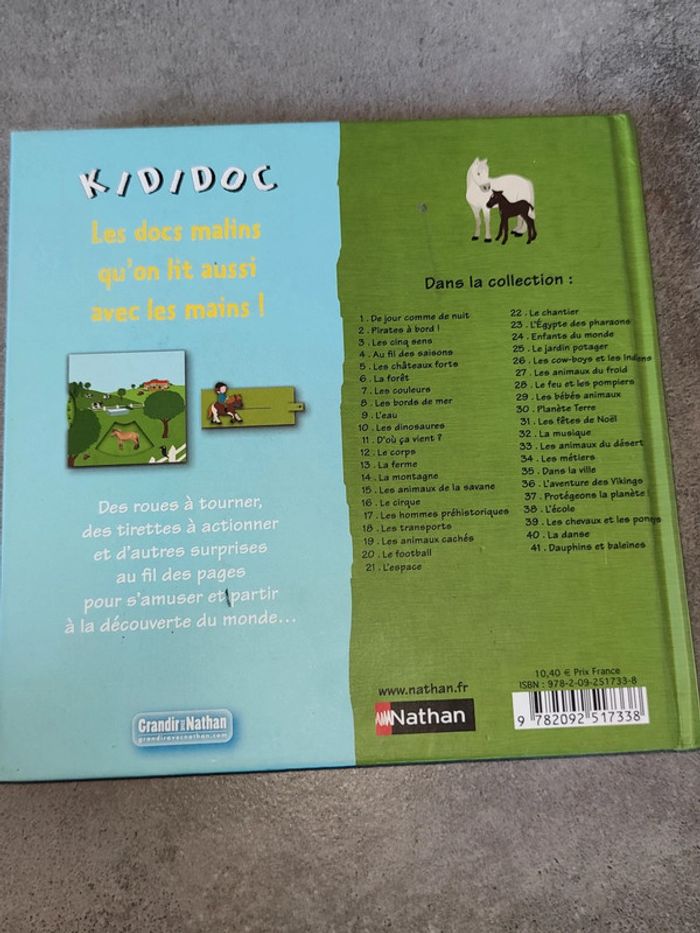 KIDIDOC
Les docs malins
qu'on lit aussi
avec les mains !
Des roues à tourner,
des tirettes à actionner
et d'autres surprises
au fil des pages
pour s'amuser et partir
à la découverte du monde...
Grandir avec Nathan
grandiravecnathan.com
Dans la collection :
1 . De jour comme de nuit
2 . Pirates à bord !
3 . Les cinq sens
4 . Au fil des saisons
5 . Les châteaux forts
6 . La forêt
7 . Les couleurs
8 . Les bords de mer
9 . L'eau
10 . Les dinosaures
11 . D'où ça vient ?
12 . Le corps
13 . La ferme
14 . La montagne
15 . Les animaux de la savane
16 . Le cirque
17 . Les hommes préhistoriques
18 . Les transports
19 . Les animaux cachés
20 . Le football
21 . L'espace
22 . Le chantier
23 . L'Égypte des pharaons
24 . Enfants du monde
25 . Le jardin potager
26 . Les cow-boys et les Indiens
27 . Les animaux du froid
28 . Le feu et les pompiers
29 . Les bébés animaux
30 . Planète Terre
31 . Les fêtes de Noël
32 . La musique
33 . Les animaux du désert
34 . Les métiers
35 . Dans la ville
36 . L'aventure des Vikings
37 . Protégeons la planète !
38 . L'école
39 . Les chevaux et les poneys
40 . La danse
41 . Dauphins et baleines
www.nathan.fr
Nathan
10,40 € Prix France
ISBN : 978-2-09-251733-8
9 782092 517338